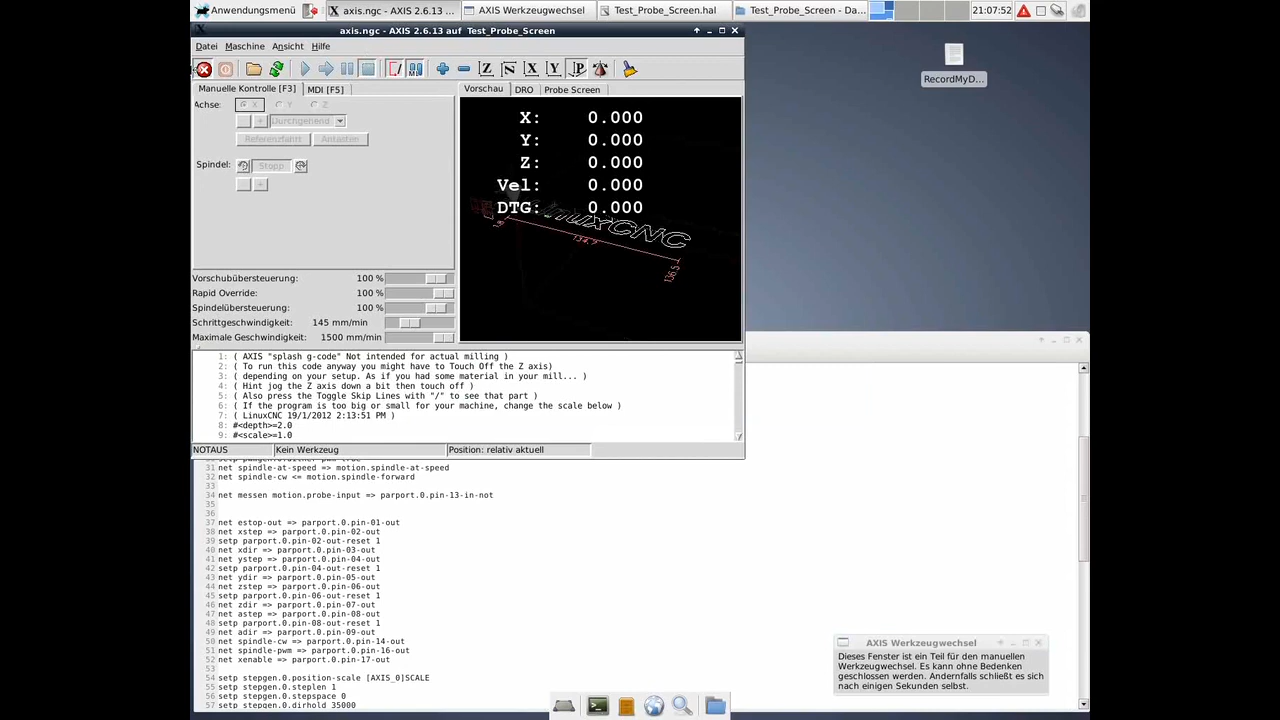 Anwendungsmenü
axis.ngc - AXIS 2.6.13 ...
AXIS Werkzeugwechsel
Test_Probe_Screen.hal
Test_Probe_Screen - Da...
21:07:52
axis.ngc - AXIS 2.6.13 auf Test_Probe_Screen
Datei Maschine Ansicht Hilfe
Manuelle Kontrolle [F3]
MDI [F5]
Vorschau
DRO
Probe Screen
RecordMyD...
Achse:
X
Y
Z
+
Durchgehend
Referenzfahrt
Antasten
Spindel:
Stopp
+
X: 0.000
Y: 0.000
Z: 0.000
Vel: 0.000
DTG: 0.000
134.7
136.5
Vorschubübersteuerung: 100 %
Rapid Override: 100 %
Spindelübersteuerung: 100 %
Schrittgeschwindigkeit: 145 mm/min
Maximale Geschwindigkeit: 1500 mm/min
1: ( AXIS "splash g-code" Not intended for actual milling )
2: ( To run this code anyway you might have to Touch Off the Z axis)
3: ( depending on your setup. As if you had some material in your mill... )
4: ( Hint jog the Z axis down a bit then touch off )
5: ( Also press the Toggle Skip Lines with "/" to see that part )
6: ( If the program is too big or small for your machine, change the scale below )
7: ( LinuxCNC 19/1/2012 2:13:51 PM )
8: #<depth>=2.0
9: #<scale>=1.0
NOTAUS
Kein Werkzeug
Position: relativ aktuell
31 net spindle-at-speed => motion.spindle-at-speed
32 net spindle-cw <= motion.spindle-forward
33
34 net messen motion.probe-input => parport.0.pin-13-in-not
35
36
37 net estop-out => parport.0.pin-01-out
38 net xstep => parport.0.pin-02-out
39 setp parport.0.pin-02-out-reset 1
40 net xdir => parport.0.pin-03-out
41 net ystep => parport.0.pin-04-out
42 setp parport.0.pin-04-out-reset 1
43 net ydir => parport.0.pin-05-out
44 net zstep => parport.0.pin-06-out
45 setp parport.0.pin-06-out-reset 1
46 net zdir => parport.0.pin-07-out
47 net astep => parport.0.pin-08-out
48 setp parport.0.pin-08-out-reset 1
49 net adir => parport.0.pin-09-out
50 net spindle-cw => parport.0.pin-14-out
51 net spindle-pwm => parport.0.pin-16-out
52 net xenable => parport.0.pin-17-out
53
54 setp stepgen.0.position-scale [AXIS_0]SCALE
55 setp stepgen.0.steplen 1
56 setp stepgen.0.stepspace 0
57 setp stepgen.0.dirhold 35000
AXIS Werkzeugwechsel
Dieses Fenster ist ein Teil für den manuellen
Werkzeugwechsel. Es kann ohne Bedenken
geschlossen werden. Andernfalls schließt es sich
nach einigen Sekunden selbst.